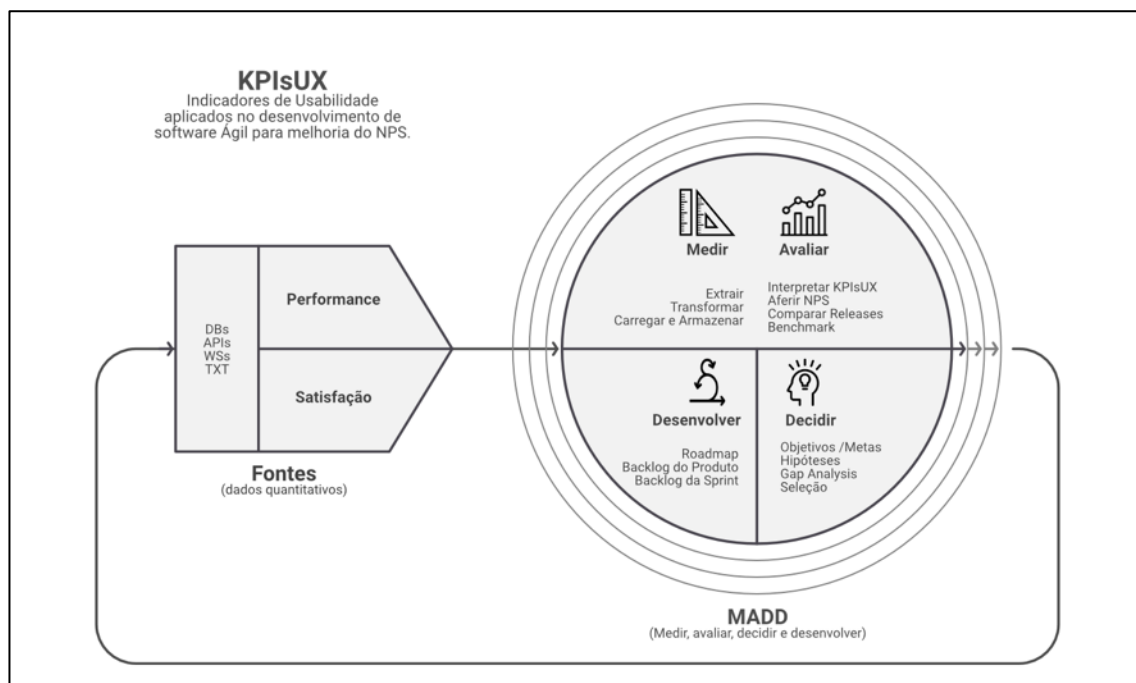 KPIsUX
Indicadores de Usabilidade
aplicados no desenvolvimento de
software Ágil para melhoria do NPS.
DBs
APIs
WSs
TXT
Performance
Satisfação
Fontes
(dados quantitativos)
Medir
Extrair
Transformar
Carregar e Armazenar
Avaliar
Interpretar KPIsUX
Aferir NPS
Comparar Releases
Benchmark
Desenvolver
Roadmap
Backlog do Produto
Backlog da Sprint
Decidir
Objetivos /Metas
Hipóteses
Gap Analysis
Seleção
MADD
(Medir, avaliar, decidir e desenvolver)